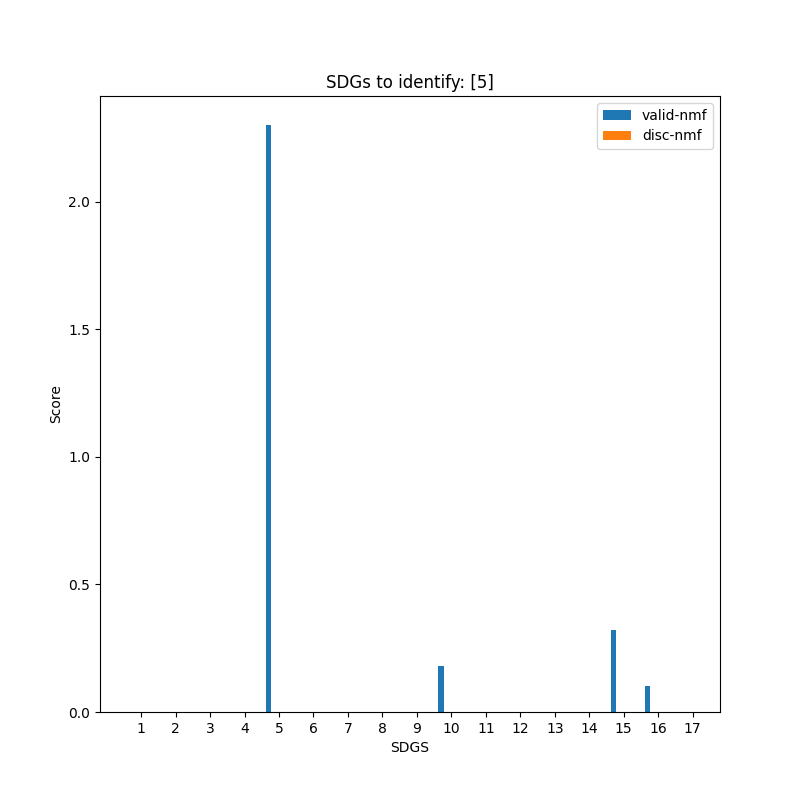 SDGs to identify: [5]
valid-nmf
disc-nmf
2.0
1.5
1.0
0.5
0.0
Score
1 2 3 4 5 6 7 8 9 10 11 12 13 14 15 16 17
SDGS